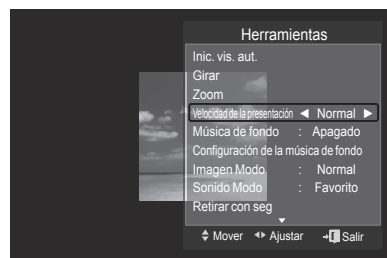 Herramientas
Inic. vis. aut.
Girar
Zoom
Velocidad de la presentación ◀ Normal ▶
Música de fondo : Apagado
Configuración de la música de fondo
Imagen Modo : Normal
Sonido Modo : Favorito
Retirar con seg
Mover Ajustar Salir